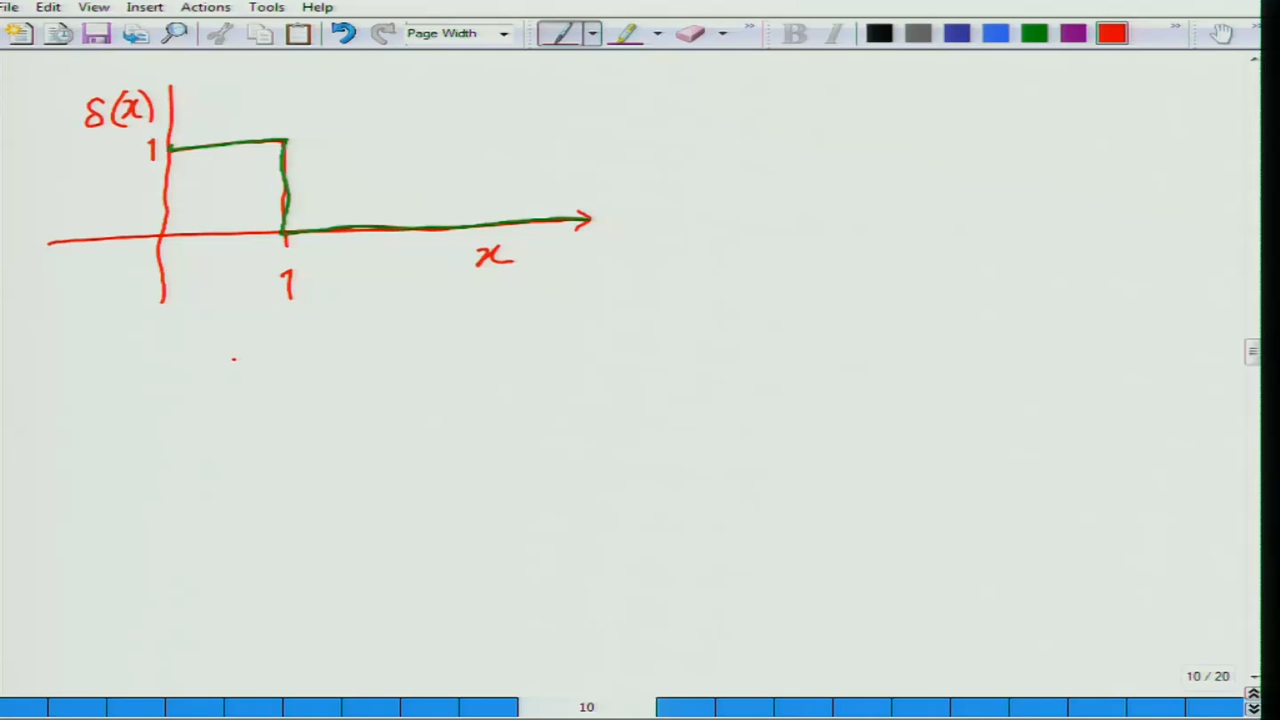 File Edit View Insert Actions Tools Help
Page Width
B I
δ(x)
1
x
1
10 / 20
10